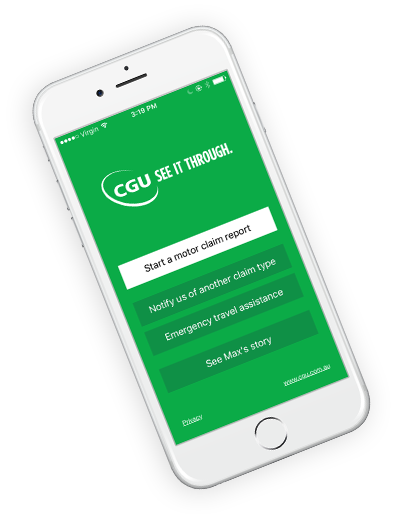 Virgin
3:19 PM
CGU SEE IT THROUGH.
Start a motor claim report
Notify us of another claim type
Emergency travel assistance
See Max's story
Privacy
www.cgu.com.au